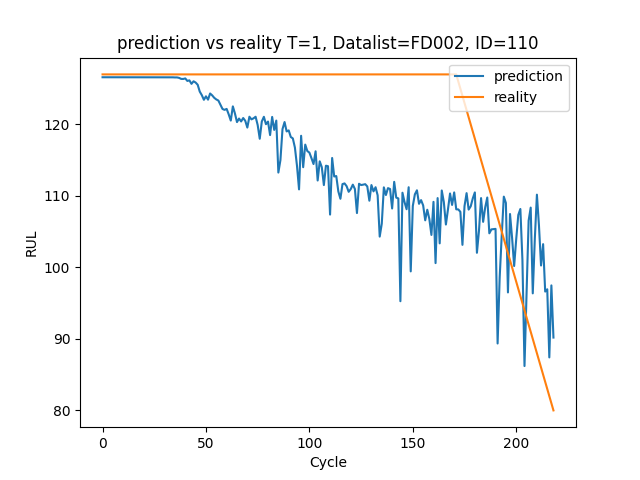 prediction vs reality T=1, Datalist=FD002, ID=110
prediction
reality
120
110
100
90
80
RUL
0
50
100
150
200
Cycle